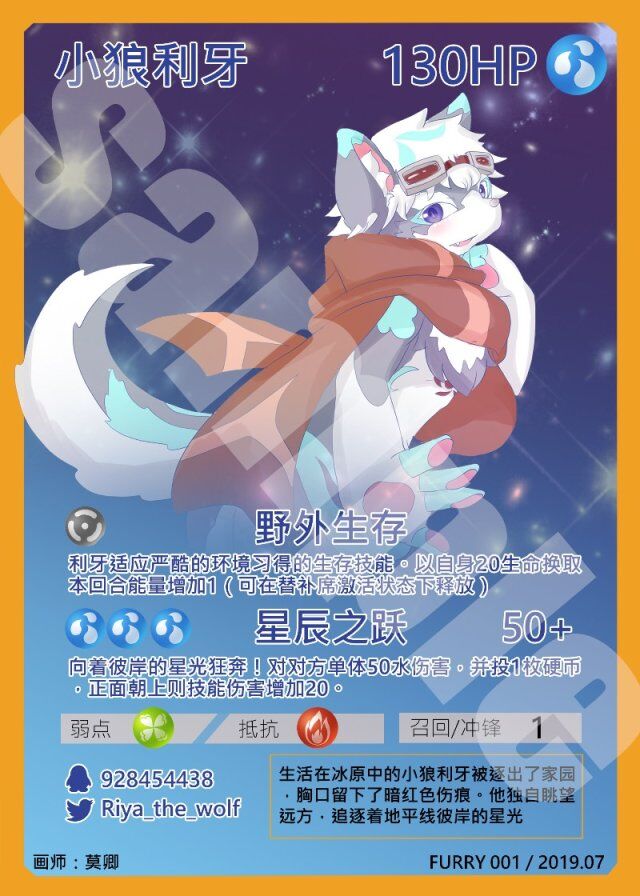 小狼利牙 130HP
Sample
野外生存
利牙适应严酷的环境习得的生存技能。以自身20生命换取
本回合能量增加1（可在替补席激活状态下释放）
星辰之跃 50+
向着彼岸的星光狂奔！对对方单体50水伤害，并投1枚硬币
，正面朝上则技能伤害增加20。
弱点 抵抗 召回/冲锋 1
928454438
Riya_the_wolf
生活在冰原中的小狼利牙被逐出了家园
，胸口留下了暗红色伤痕。他独自眺望
远方，追逐着地平线彼岸的星光
画师：莫卿 FURRY 001 / 2019.07